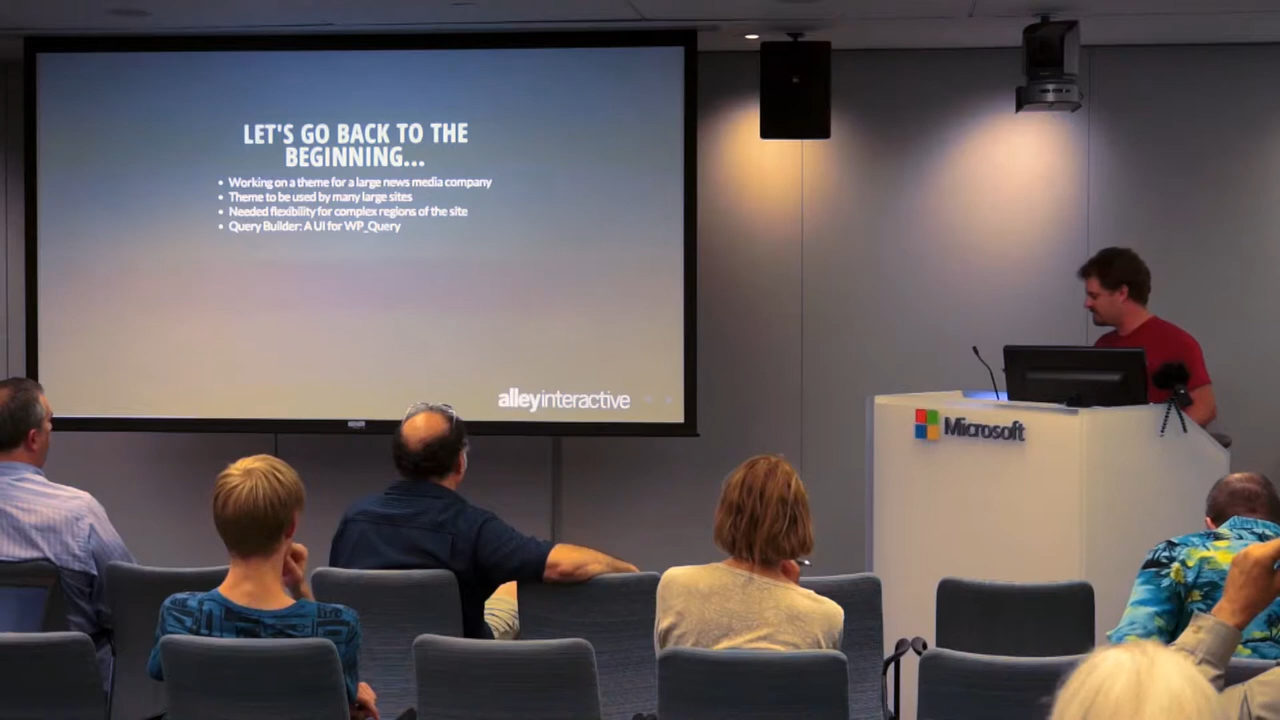 LET'S GO BACK TO THE
BEGINNING...
• Working on a theme for a large news media company
• Theme to be used by many large sites
• Needed flexibility for complex regions of the site
• Query Builder: A UI for WP_Query
alleyinteractive
Microsoft